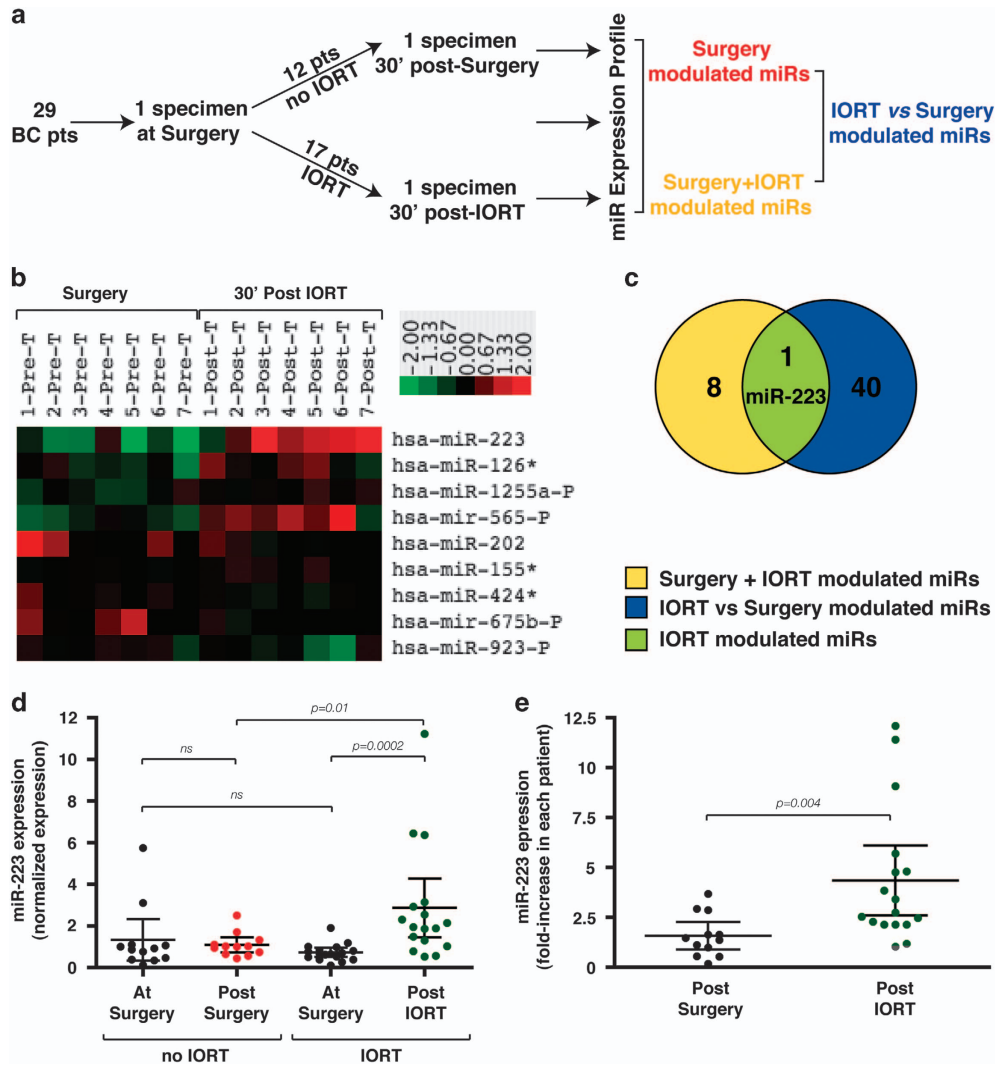 a
29
BC pts
1 specimen
at Surgery
12 pts
no IORT
17 pts
IORT
1 specimen
30' post-Surgery
1 specimen
30' post-IORT
miR Expression Profile
Surgery
modulated miRs
Surgery+IORT
modulated miRs
IORT vs Surgery
modulated miRs
b
Surgery
30' Post IORT
1-Pre-T
2-Pre-T
3-Pre-T
4-Pre-T
5-Pre-T
6-Pre-T
7-Pre-T
1-Post-T
2-Post-T
3-Post-T
4-Post-T
5-Post-T
6-Post-T
7-Post-T
-2.00
-1.33
-0.67
0.00
0.67
1.33
2.00
hsa-miR-223
hsa-miR-126*
hsa-miR-1255a-P
hsa-mir-565-P
hsa-miR-202
hsa-miR-155*
hsa-miR-424*
hsa-mir-675b-P
hsa-miR-923-P
c
8
1
miR-223
40
Surgery + IORT modulated miRs
IORT vs Surgery modulated miRs
IORT modulated miRs
d
miR-223 expression
(normalized expression)
12
10
8
6
4
2
0
ns
ns
p=0.01
p=0.0002
At
Surgery
Post
Surgery
At
Surgery
Post
IORT
no IORT
IORT
e
miR-223 epression
(fold-increase in each patient)
12.5
10
7.5
5
2.5
0
p=0.004
Post
Surgery
Post
IORT